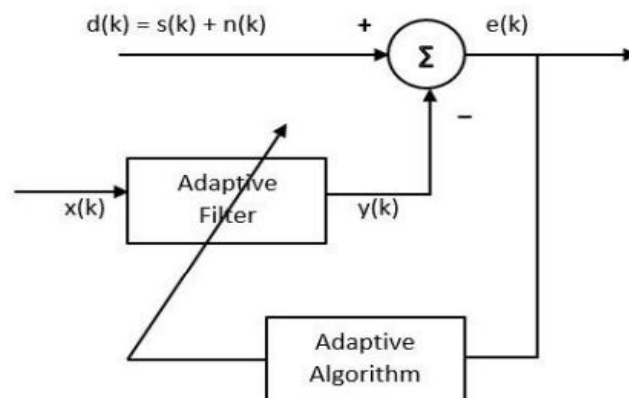 d(k) = s(k) + n(k)
+
Σ
e(k)
−
x(k)
Adaptive
Filter
y(k)
Adaptive
Algorithm